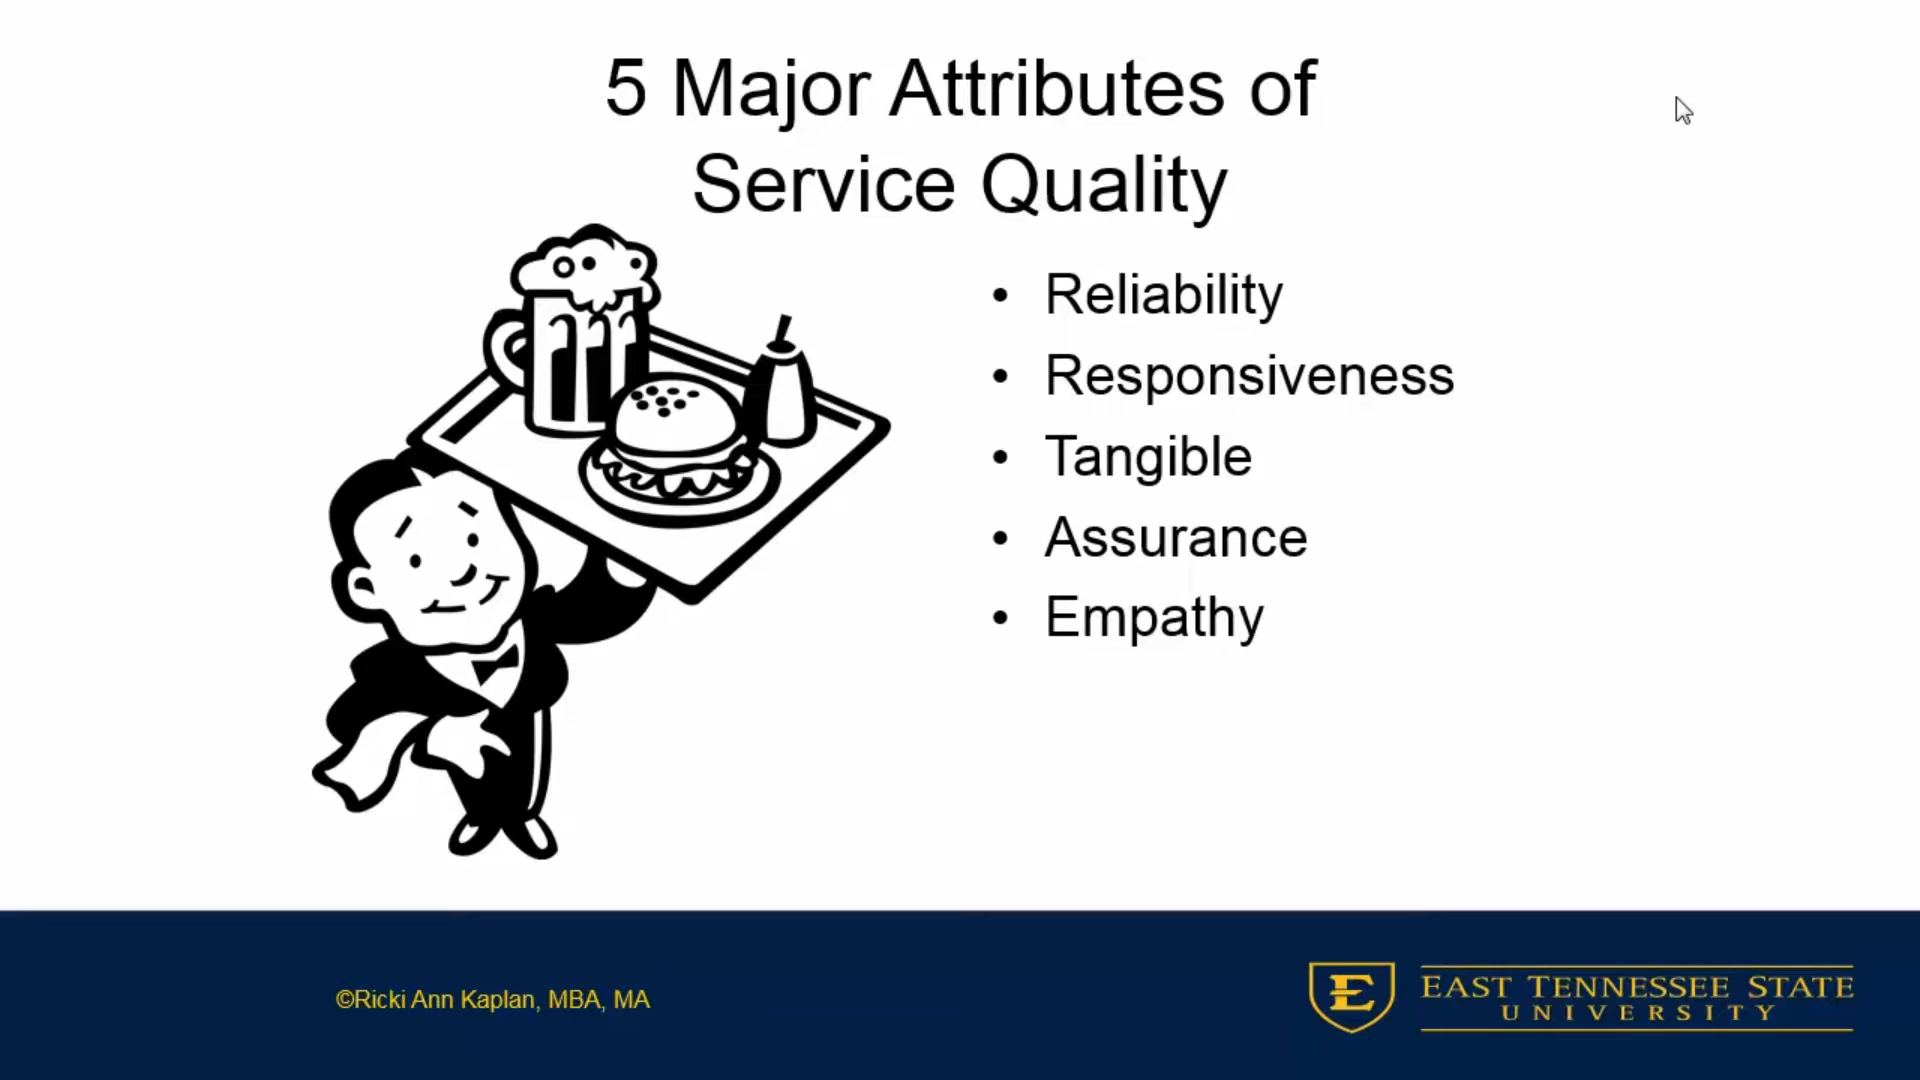 5 Major Attributes of
Service Quality
• Reliability
• Responsiveness
• Tangible
• Assurance
• Empathy
©Ricki Ann Kaplan, MBA, MA
E
EAST TENNESSEE STATE
UNIVERSITY